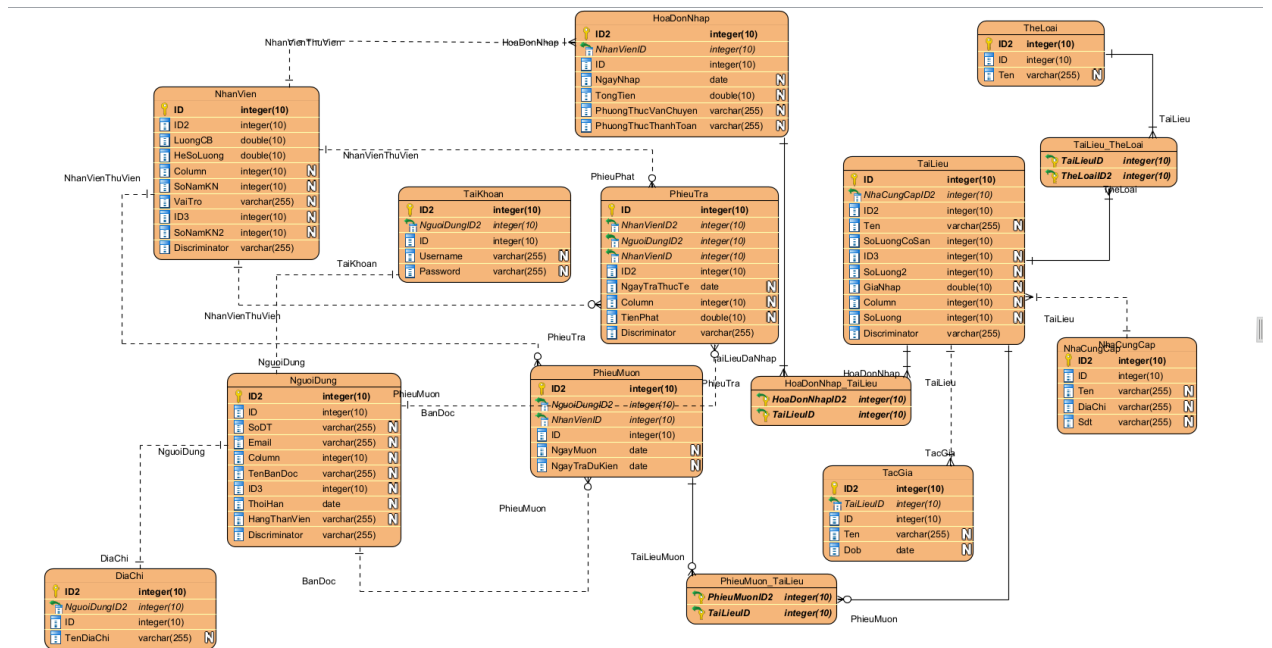 HoaDonNhap
ID2 integer(10)
NhanVienID integer(10)
ID integer(10)
NgayNhap date N
TongTien double(10) N
PhuongThucVanChuyen varchar(255) N
PhuongThucThanhToan varchar(255) N
TheLoai
ID2 integer(10)
ID integer(10)
Ten varchar(255) N
NhanVienThuVien
HoaDonNhap
NhanVien
ID integer(10)
ID2 integer(10)
LuongCB double(10)
HeSoLuong double(10)
Column integer(10) N
SoNamKN integer(10) N
VaiTro varchar(255) N
ID3 integer(10) N
SoNamKN2 integer(10) N
Discriminator varchar(255)
TaiLieu
TaiLieu_TheLoai
TaiLieuID integer(10)
TheLoaiID2 integer(10)
TheLoai
NhanVienThuVien
PhieuPhat
NhanVienThuVien
TaiKhoan
ID2 integer(10)
NguoiDungID2 integer(10)
ID integer(10)
Username varchar(255) N
Password varchar(255) N
PhieuTra
ID integer(10)
NhanVienID2 integer(10)
NguoiDungID2 integer(10)
NhanVienID integer(10)
ID2 integer(10)
NgayTraThucTe date N
Column integer(10) N
TienPhat double(10) N
Discriminator varchar(255)
TaiLieu
ID integer(10)
NhaCungCapID2 integer(10)
ID2 integer(10)
Ten varchar(255) N
SoLuongCoSan integer(10)
ID3 integer(10) N
SoLuong2 integer(10) N
GiaNhap double(10) N
Column integer(10) N
SoLuong integer(10) N
Discriminator varchar(255)
TaiKhoan
NhanVienThuVien
PhieuTra
TaiLieu
NhaCungCap
NhaCungCap
ID2 integer(10)
ID integer(10)
Ten varchar(255) N
DiaChi varchar(255) N
Sdt varchar(255) N
NguoiDung
TaiLieuDaNhap
PhieuTra
HoaDonNhap
TaiLieu
HoaDonNhap_TaiLieu
HoaDonNhapID2 integer(10)
TaiLieuID integer(10)
NguoiDung
ID2 integer(10)
ID integer(10)
SoDT varchar(255) N
Email varchar(255) N
Column integer(10) N
TenBanDoc varchar(255) N
ID3 integer(10) N
ThoiHan date N
HangThanVien varchar(255) N
Discriminator varchar(255)
PhieuMuon
BanDoc
PhieuMuon
ID2 integer(10)
NguoiDungID2 integer(10)
NhanVienID integer(10)
ID integer(10)
NgayMuon date N
NgayTraDuKien date N
NguoiDung
TacGia
TacGia
ID2 integer(10)
TaiLieuID integer(10)
ID integer(10)
Ten varchar(255) N
Dob date N
PhieuMuon
DiaChi
BanDoc
TaiLieuMuon
DiaChi
ID2 integer(10)
NguoiDungID2 integer(10)
ID integer(10)
TenDiaChi varchar(255) N
PhieuMuon_TaiLieu
PhieuMuonID2 integer(10)
TaiLieuID integer(10)
PhieuMuon